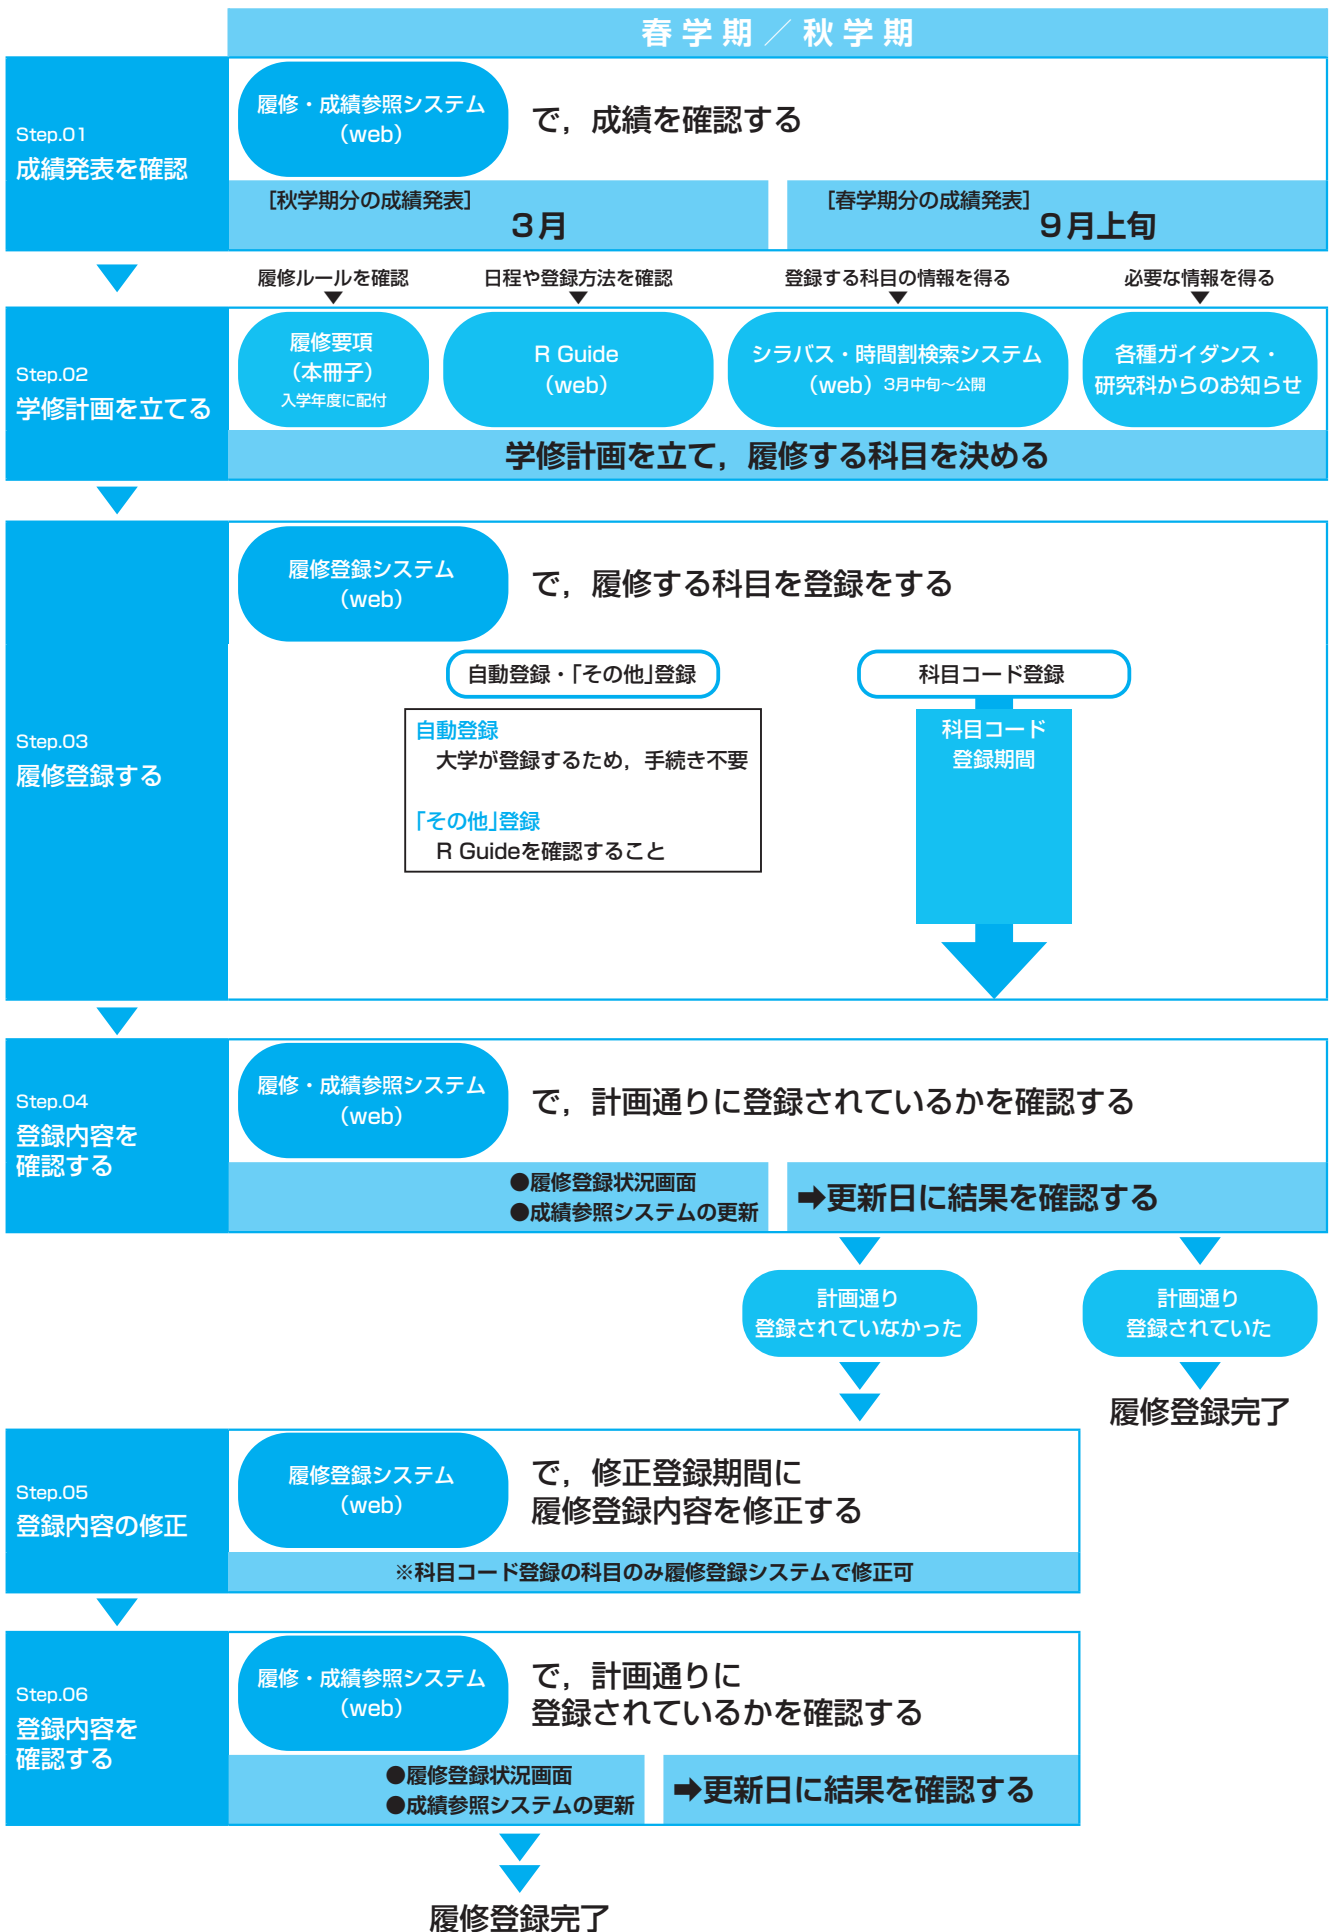 春学期／秋学期
Step.01
成績発表を確認
履修・成績参照システム
（web）
で，成績を確認する
［秋学期分の成績発表］
3月
［春学期分の成績発表］
9月上旬
履修ルールを確認
日程や登録方法を確認
登録する科目の情報を得る
必要な情報を得る
Step.02
学修計画を立てる
履修要項
（本冊子）
入学年度に配付
R Guide
（web）
シラバス・時間割検索システム
（web）3月中旬～公開
各種ガイダンス・
研究科からのお知らせ
学修計画を立て，履修する科目を決める
Step.03
履修登録する
履修登録システム
（web）
で，履修する科目を登録をする
自動登録・「その他」登録
自動登録
大学が登録するため，手続き不要
「その他」登録
R Guideを確認すること
科目コード登録
科目コード
登録期間
Step.04
登録内容を
確認する
履修・成績参照システム
（web）
で，計画通りに登録されているかを確認する
●履修登録状況画面
●成績参照システムの更新
➡更新日に結果を確認する
計画通り
登録されていなかった
計画通り
登録されていた
履修登録完了
Step.05
登録内容の修正
履修登録システム
（web）
で，修正登録期間に
履修登録内容を修正する
※科目コード登録の科目のみ履修登録システムで修正可
Step.06
登録内容を
確認する
履修・成績参照システム
（web）
で，計画通りに
登録されているかを確認する
●履修登録状況画面
●成績参照システムの更新
➡更新日に結果を確認する
履修登録完了